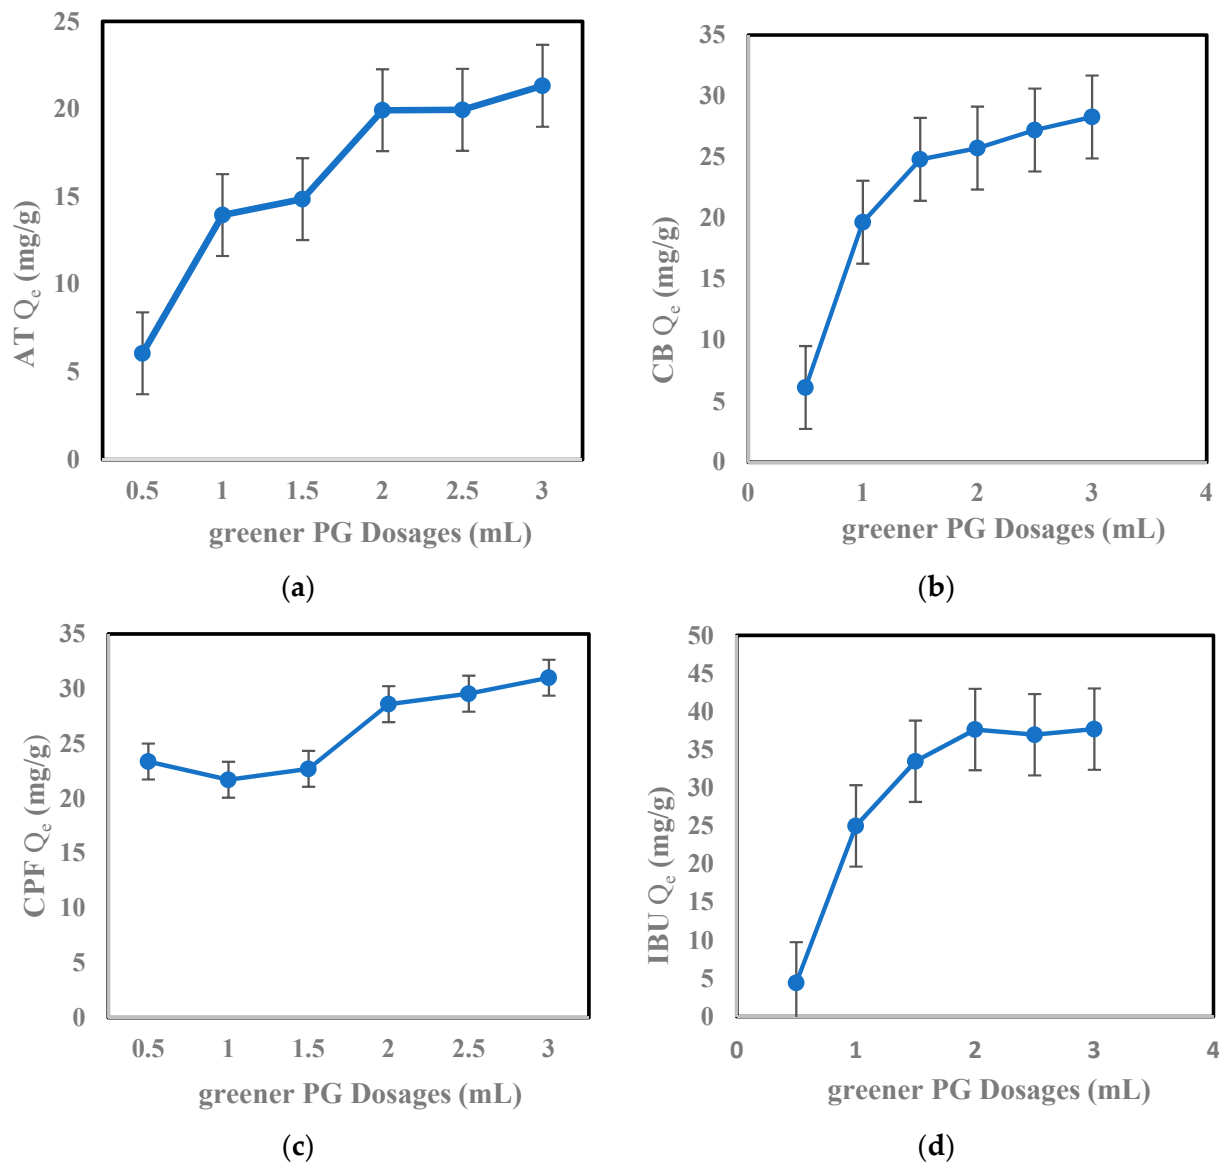 25
20
15
10
5
0
AT Qe (mg/g)
0.5 1 1.5 2 2.5 3
greener PG Dosages (mL)
(a)
35
30
25
20
15
10
5
0
CB Qe (mg/g)
0 1 2 3 4
greener PG Dosages (mL)
(b)
35
30
25
20
15
10
5
0
CPF Qe (mg/g)
0.5 1 1.5 2 2.5 3
greener PG Dosages (mL)
(c)
50
45
40
35
30
25
20
15
10
5
0
IBU Qe (mg/g)
0 1 2 3 4
greener PG Dosages (mL)
(d)